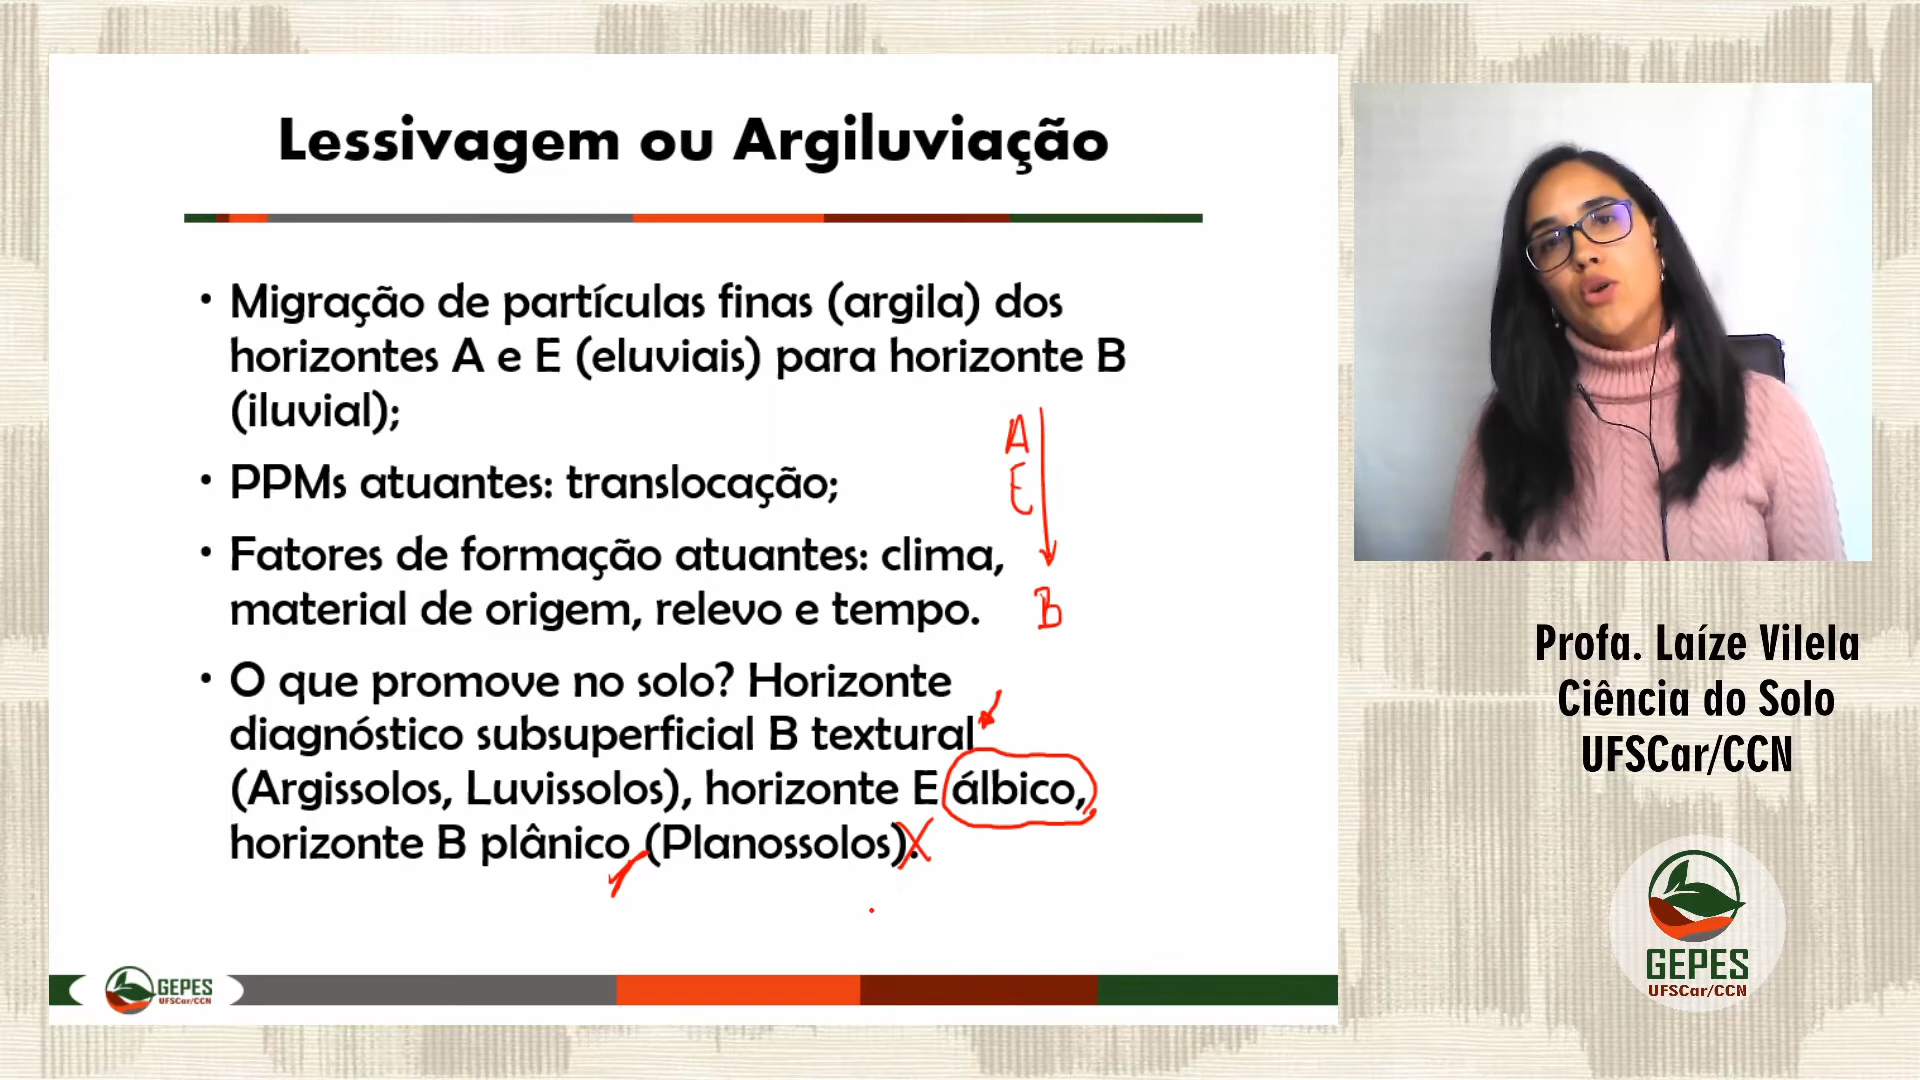 Lessivagem ou Argiluviação
• Migração de partículas finas (argila) dos
horizontes A e E (eluviais) para horizonte B
(iluvial);
A
E
• PPMs atuantes: translocação;
• Fatores de formação atuantes: clima,
material de origem, relevo e tempo.
B
• O que promove no solo? Horizonte
diagnóstico subsuperficial B textural
(Argissolos, Luvissolos), horizonte E álbico,
horizonte B plânico (Planossolos).
GEPES
UFSCar/CCN
Profa. Laíze Vilela
Ciência do Solo
UFSCar/CCN
GEPES
UFSCar/CCN